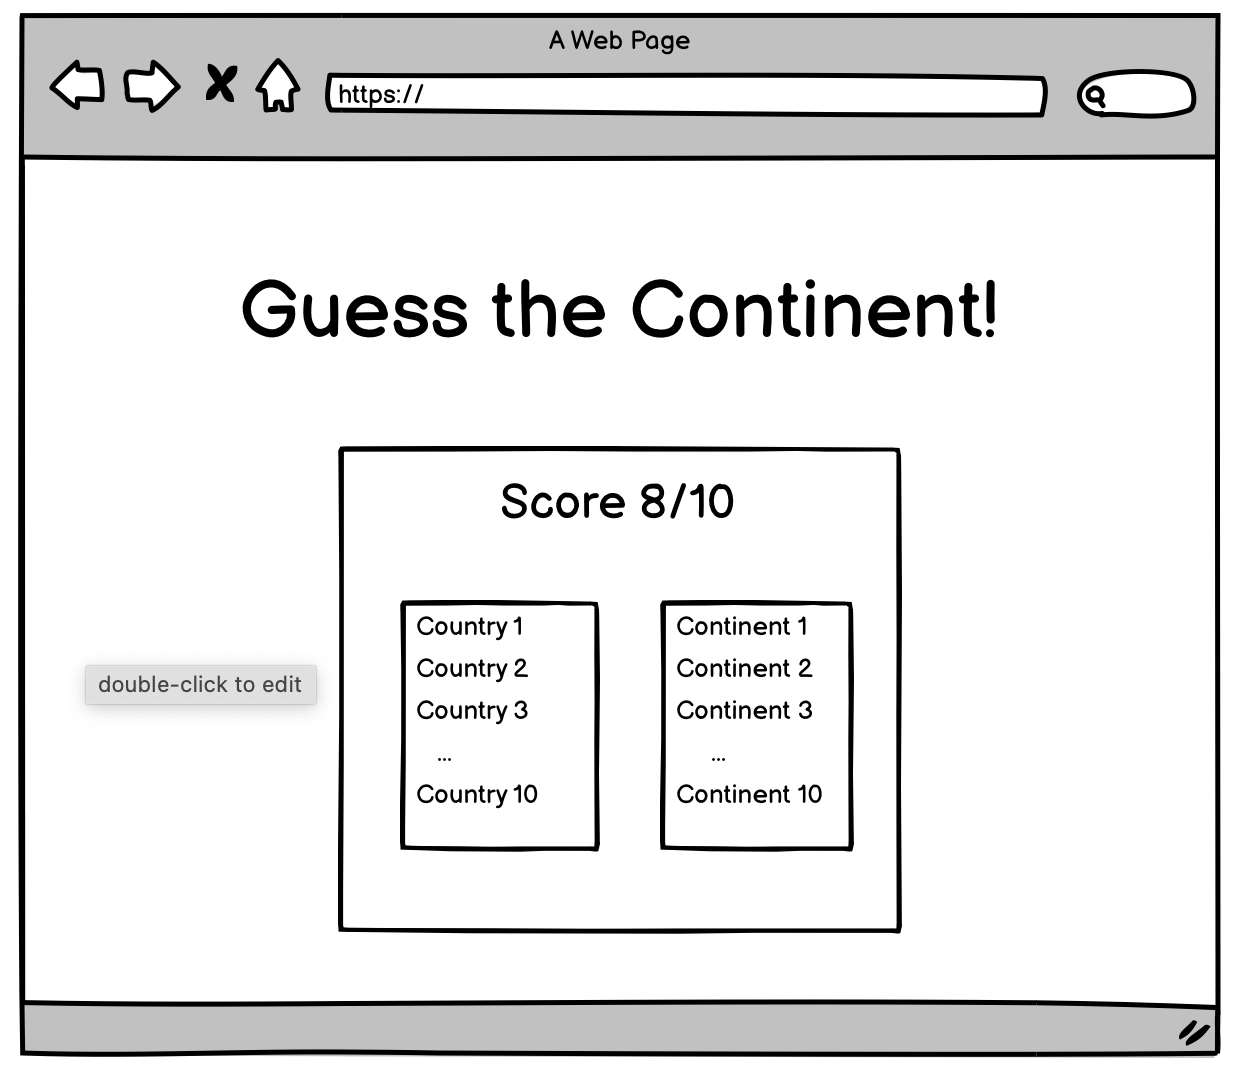 A Web Page
https://
Guess the Continent!
Score 8/10
Country 1
Country 2
Country 3
...
Country 10
Continent 1
Continent 2
Continent 3
...
Continent 10
double-click to edit